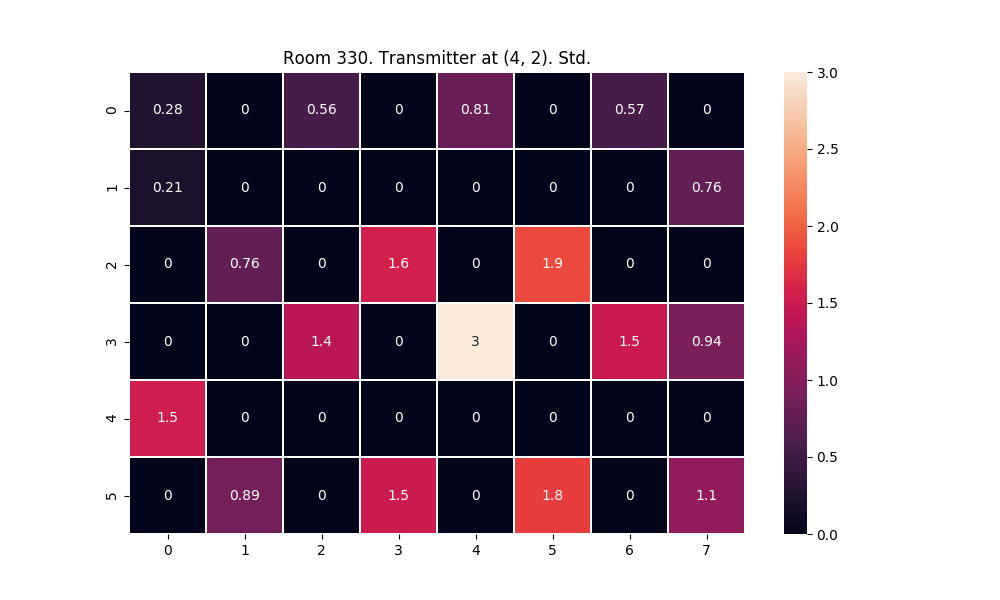 Room 330. Transmitter at (4, 2). Std.
0 0.28 0 0.56 0 0.81 0 0.57 0
1 0.21 0 0 0 0 0 0 0.76
2 0 0.76 0 1.6 0 1.9 0 0
3 0 0 1.4 0 3 0 1.5 0.94
4 1.5 0 0 0 0 0 0 0
5 0 0.89 0 1.5 0 1.8 0 1.1
0 1 2 3 4 5 6 7
3.0
2.5
2.0
1.5
1.0
0.5
0.0